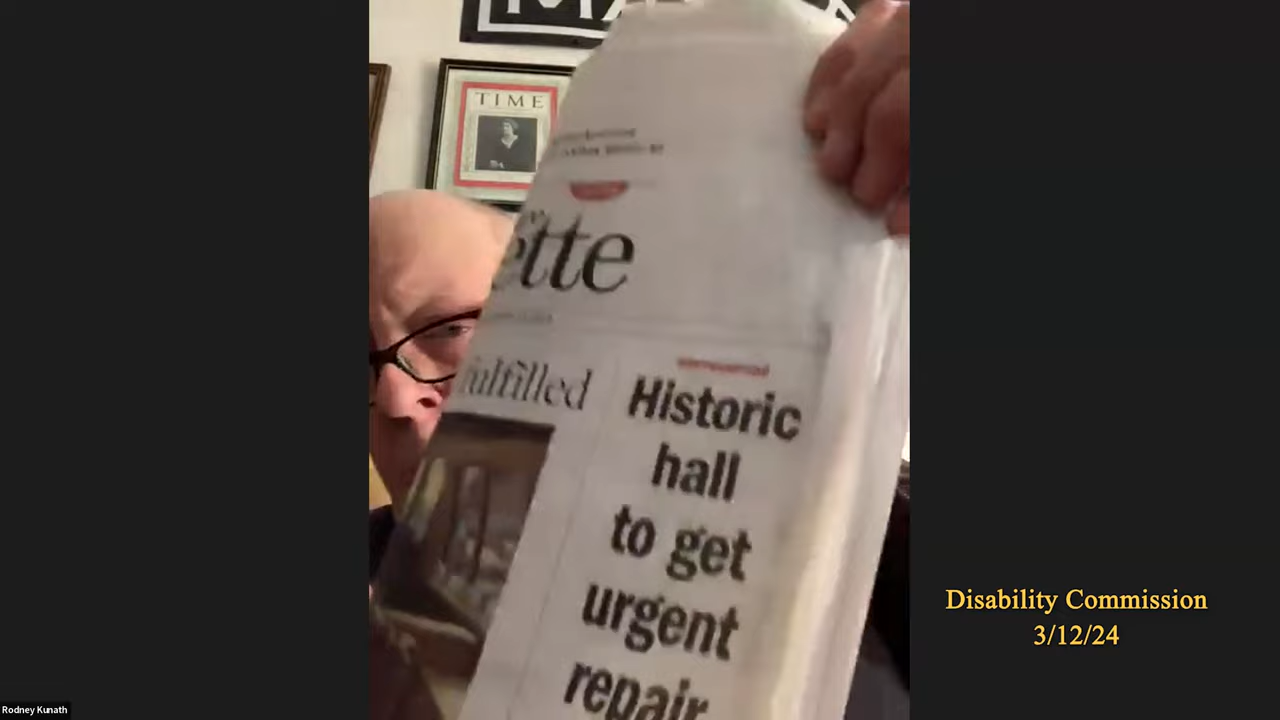 TIME
ette
fulfilled
Historic
hall
to get
urgent
repair
Disability Commission
3/12/24
Rodney Kunath